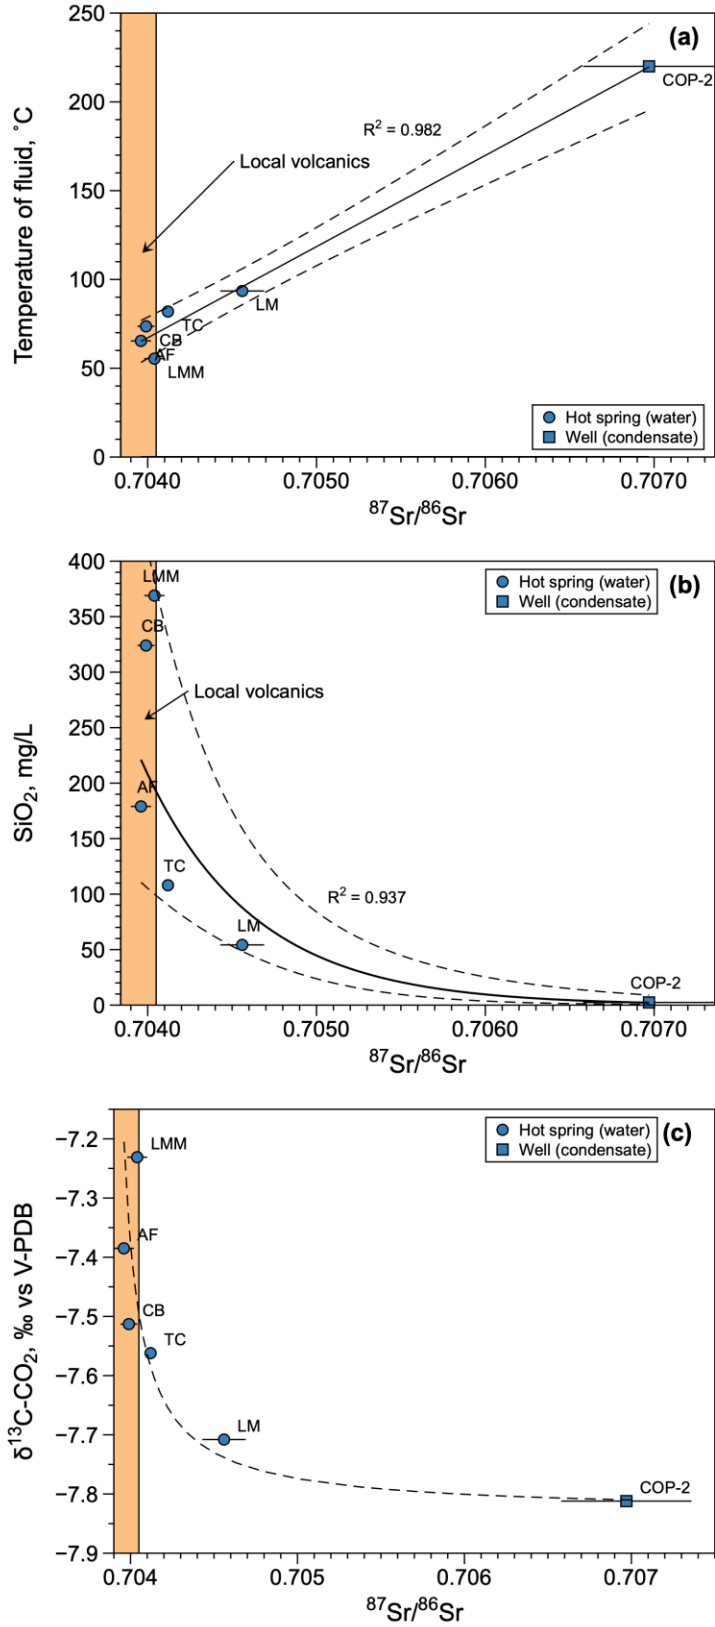 (a)
250
200
150
100
50
0
Temperature of fluid, ˚C
COP-2
R² = 0.982
Local volcanics
LM
TC
CB
AF
LMM
Hot spring (water)
Well (condensate)
0.7040
0.7050
0.7060
0.7070
⁸⁷Sr/⁸⁶Sr
(b)
400
350
300
250
200
150
100
50
0
SiO₂, mg/L
Hot spring (water)
Well (condensate)
LMM
CB
Local volcanics
AF
TC
R² = 0.937
LM
COP-2
0.7040
0.7050
0.7060
0.7070
⁸⁷Sr/⁸⁶Sr
(c)
−7.2
−7.3
−7.4
−7.5
−7.6
−7.7
−7.8
−7.9
δ¹³C-CO₂, ‰ vs V-PDB
Hot spring (water)
Well (condensate)
LMM
AF
CB
TC
LM
COP-2
0.704
0.705
0.706
0.707
⁸⁷Sr/⁸⁶Sr